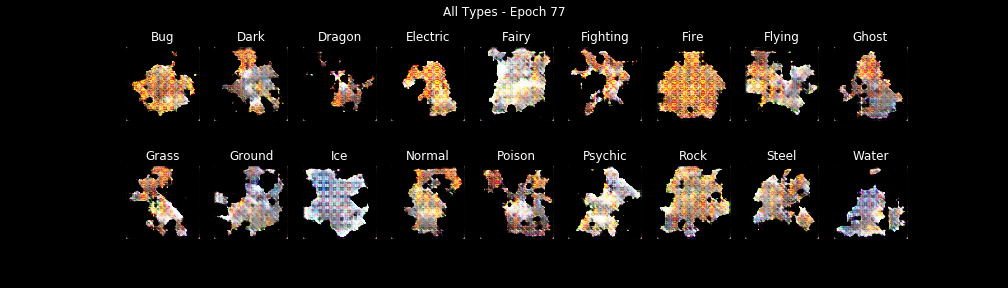 All Types - Epoch 77
Bug Dark Dragon Electric Fairy Fighting Fire Flying Ghost
Grass Ground Ice Normal Poison Psychic Rock Steel Water